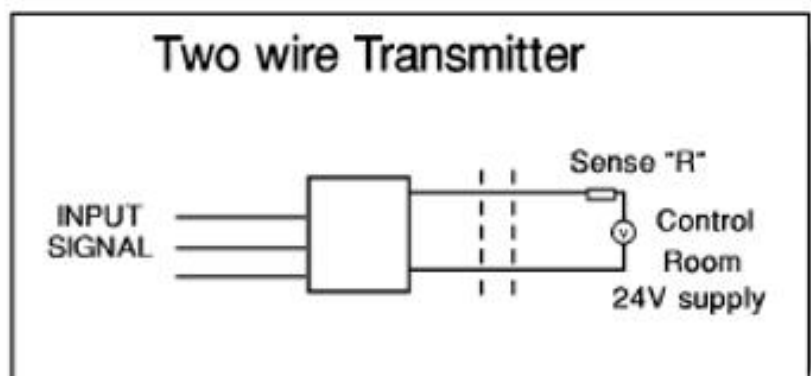 Two wire Transmitter
INPUT
SIGNAL
Sense "R"
V
Control
Room
24V supply